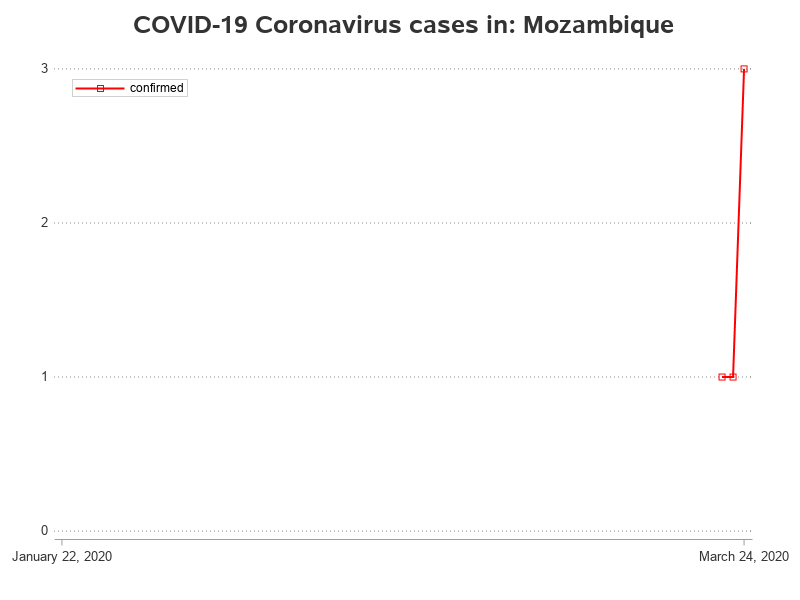 COVID-19 Coronavirus cases in: Mozambique
3
confirmed
2
1
0
January 22, 2020
March 24, 2020